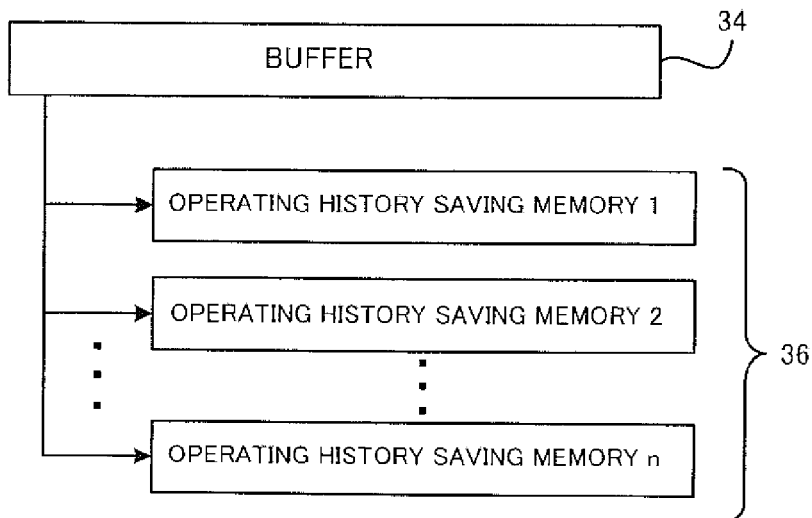 34
BUFFER
OPERATING HISTORY SAVING MEMORY 1
OPERATING HISTORY SAVING MEMORY 2
36
OPERATING HISTORY SAVING MEMORY n